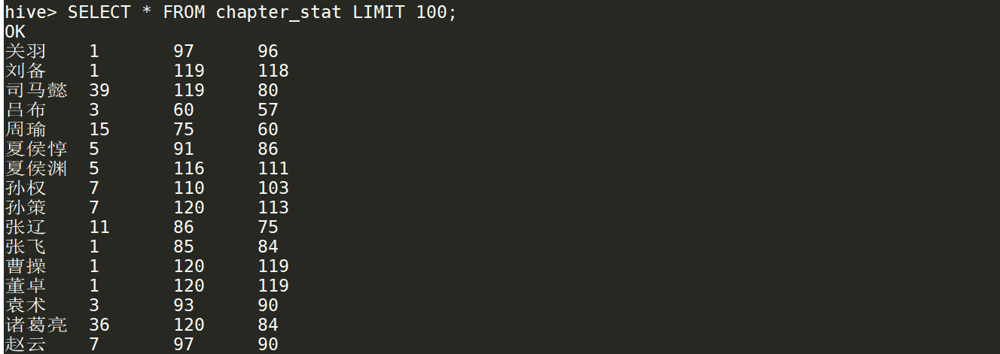 hive> SELECT * FROM chapter_stat LIMIT 100;
OK
关羽 1 97 96
刘备 1 119 118
司马懿 39 119 80
吕布 3 60 57
周瑜 15 75 60
夏侯惇 5 91 86
夏侯渊 5 116 111
孙权 7 110 103
孙策 7 120 113
张辽 11 86 75
张飞 1 85 84
曹操 1 120 119
董卓 1 120 119
袁术 3 93 90
诸葛亮 36 120 84
赵云 7 97 90